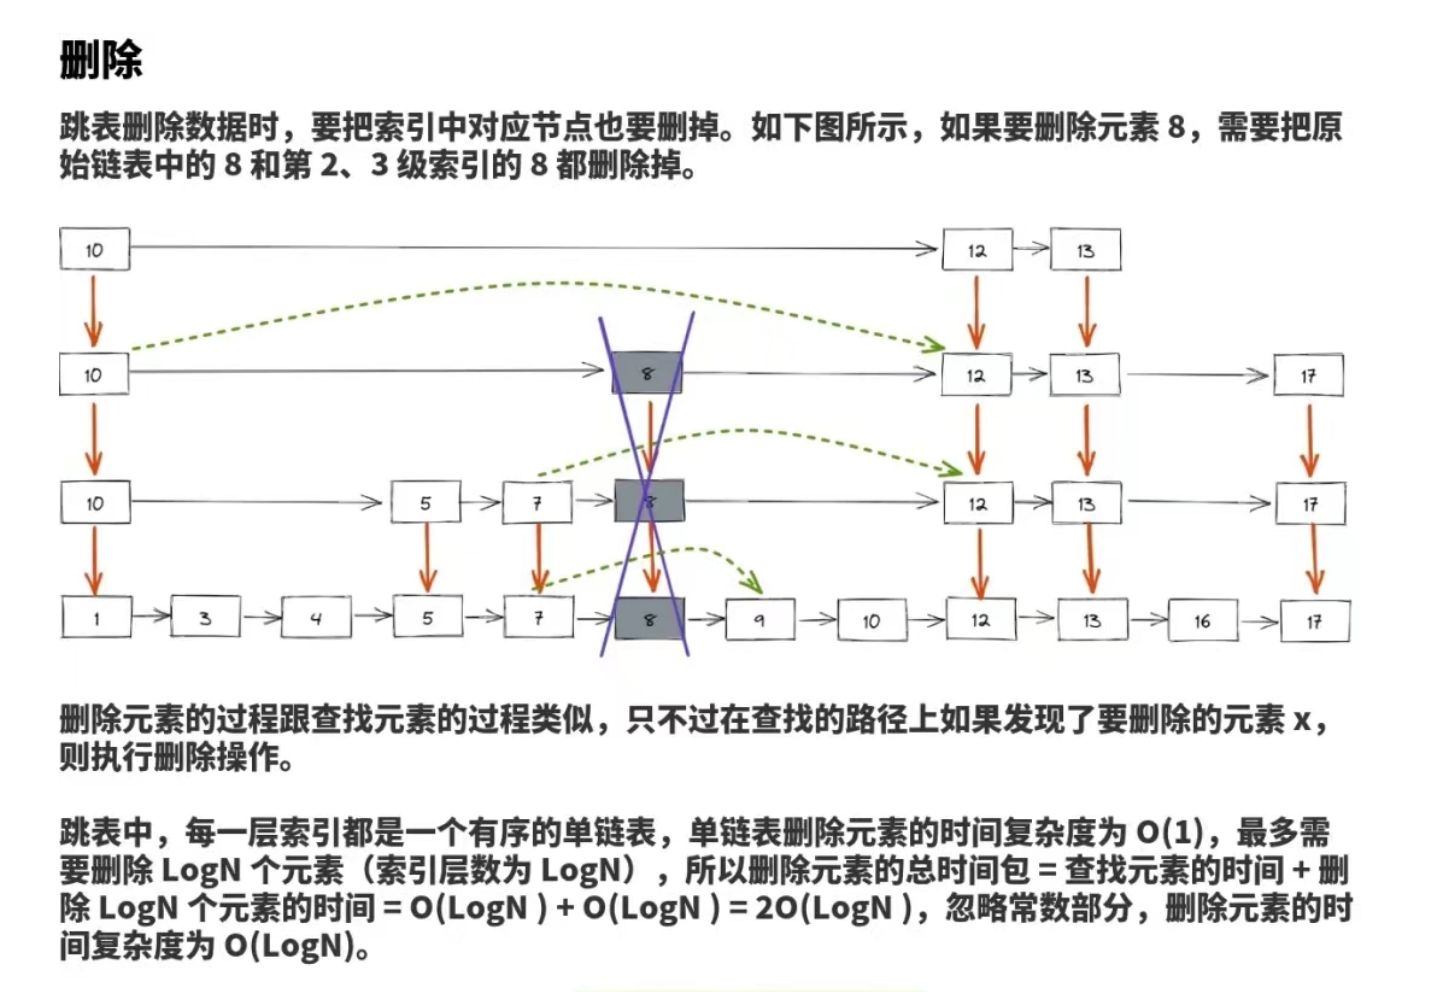 删除
跳表删除数据时，要把索引中对应节点也要删掉。如下图所示，如果要删除元素 8，需要把原
始链表中的 8 和第 2、3 级索引的 8 都删除掉。
10 12 13
10 8 12 13 17
10 5 7 8 12 13 17
1 3 4 5 7 8 9 10 12 13 16 17
删除元素的过程跟查找元素的过程类似，只不过在查找的路径上如果发现了要删除的元素 x，
则执行删除操作。
跳表中，每一层索引都是一个有序的单链表，单链表删除元素的时间复杂度为 O(1)，最多需
要删除 LogN 个元素（索引层数为 LogN），所以删除元素的总时间包 = 查找元素的时间 + 删
除 LogN 个元素的时间 = O(LogN ) + O(LogN ) = 2O(LogN )，忽略常数部分，删除元素的时
间复杂度为 O(LogN)。